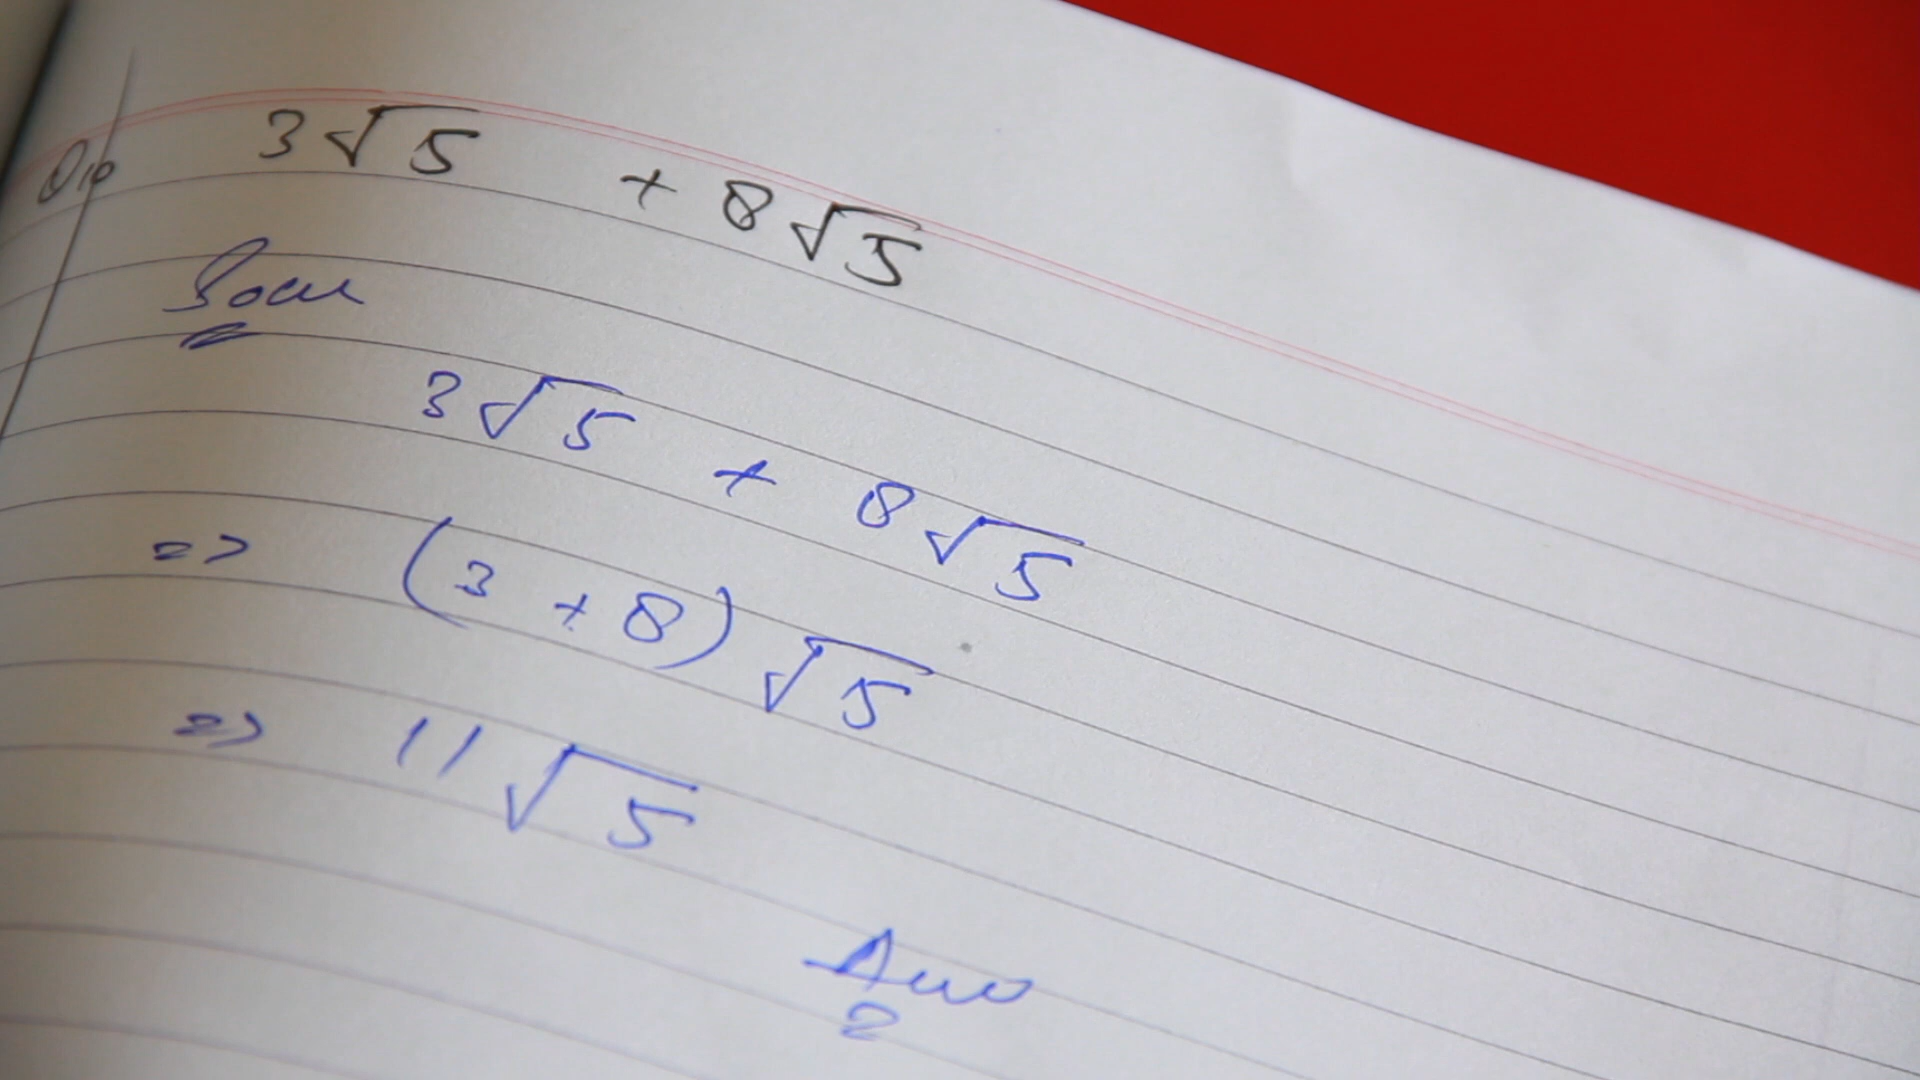 Q10 3√5 + 8√5
Soln
3√5 + 8√5
=> (3 + 8)√5
=> 11√5
Ans